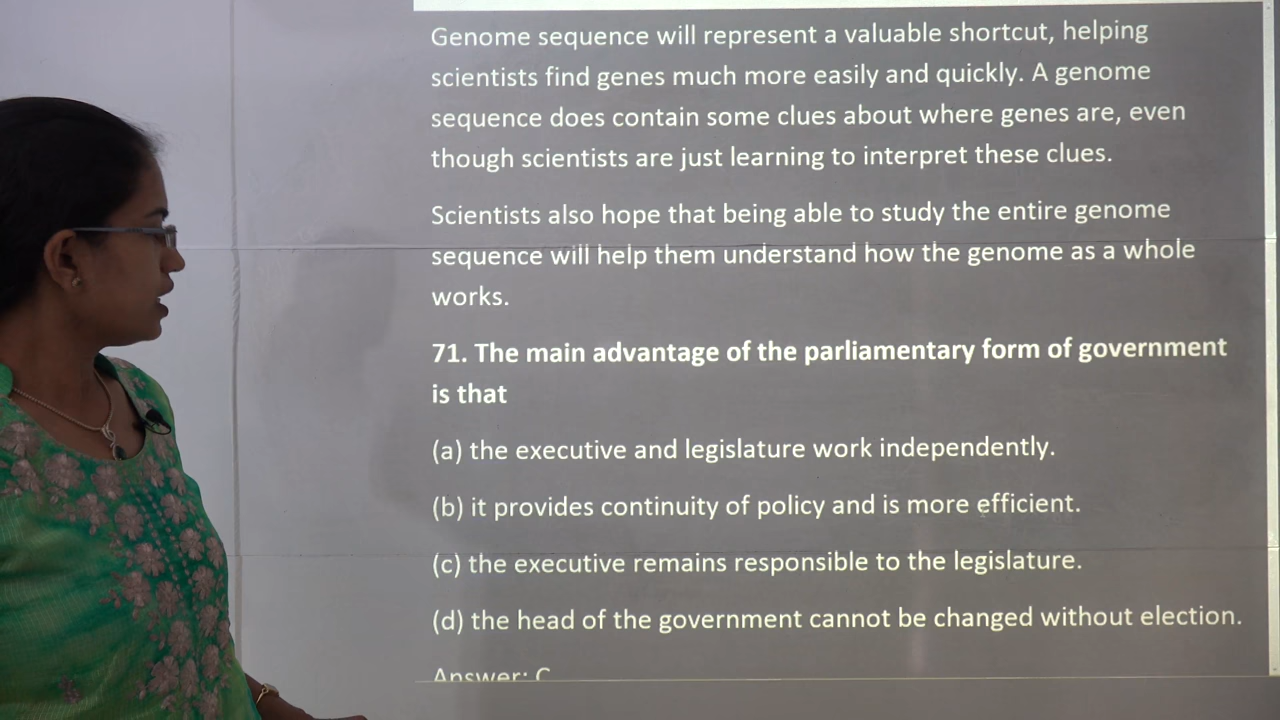 Genome sequence will represent a valuable shortcut, helping
scientists find genes much more easily and quickly. A genome
sequence does contain some clues about where genes are, even
though scientists are just learning to interpret these clues.
Scientists also hope that being able to study the entire genome
sequence will help them understand how the genome as a whole
works.
71. The main advantage of the parliamentary form of government
is that
(a) the executive and legislature work independently.
(b) it provides continuity of policy and is more efficient.
(c) the executive remains responsible to the legislature.
(d) the head of the government cannot be changed without election.
Answer: C